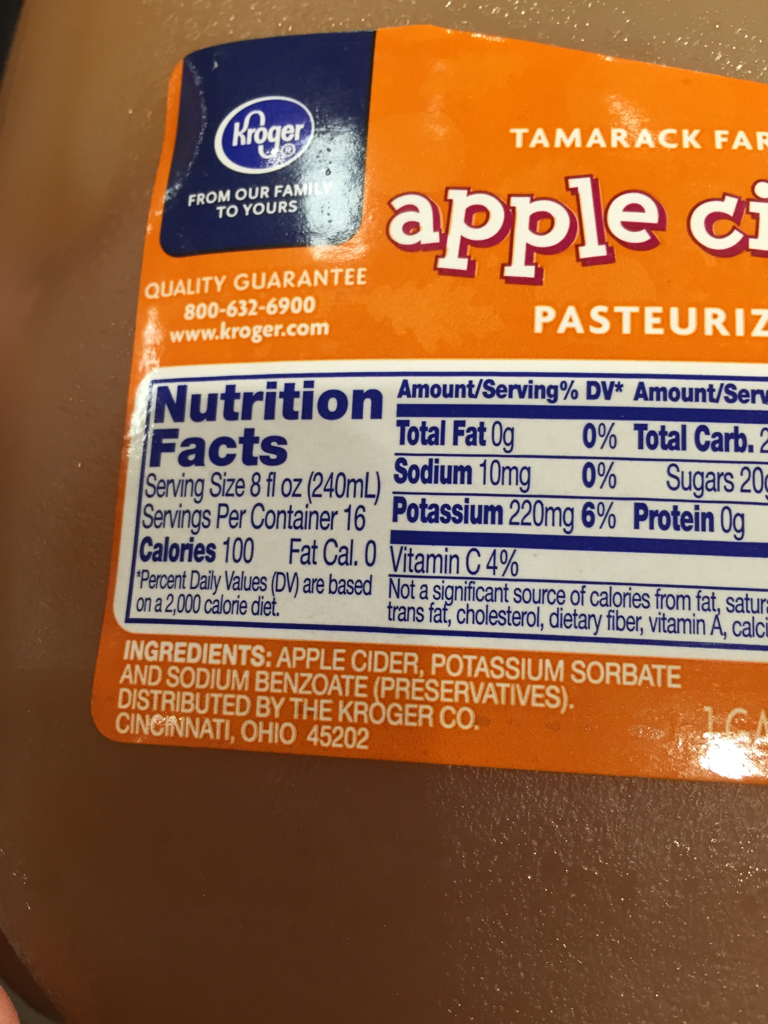 Kroger®
FROM OUR FAMILY
TO YOURS
QUALITY GUARANTEE
800-632-6900
www.kroger.com
TAMARACK
apple
Nutrition
Facts
Serving Size 8 fl oz (240mL)
Servings Per Container 16
Calories 100 Fat Cal. 0
*Percent Daily Values (DV) are based
on a 2,000 calorie diet.
Amount/Serving % DV* Amount/Serv
Total Fat 0g 0% Total Carb. 2
Sodium 10mg 0% Sugars 20g
Potassium 220mg 6% Protein 0g
Vitamin C 4%
Not a significant source of calories from fat,
trans fat, cholesterol, dietary fiber, vitamin A,
INGREDIENTS: APPLE CIDER, POTASSIUM SORBATE
AND SODIUM BENZOATE (PRESERVATIVES).
DISTRIBUTED BY THE KROGER CO.
CINCINNATI, OHIO 45202